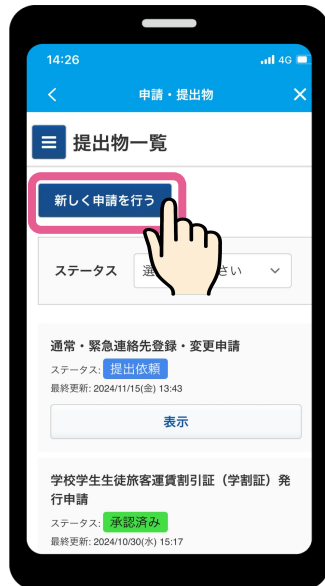 14:26
4G
申請・提出物
提出物一覧
新しく申請を行う
ステータス
選
さい
通常・緊急連絡先登録・変更申請
ステータス: 提出依頼
最終更新: 2024/11/15(金) 13:43
表示
学校学生生徒旅客運賃割引証（学割証）発
行申請
ステータス: 承認済み
最終更新: 2024/10/30(水) 15:17